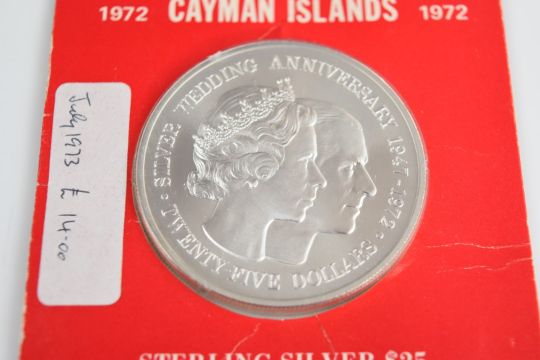 CAYMAN ISLANDS
1972 1972
SILVER WEDDING ANNIVERSARY 1947-1972
TWENTY-FIVE DOLLARS
July 1973 £ 14.00
STERLING SILVER $25